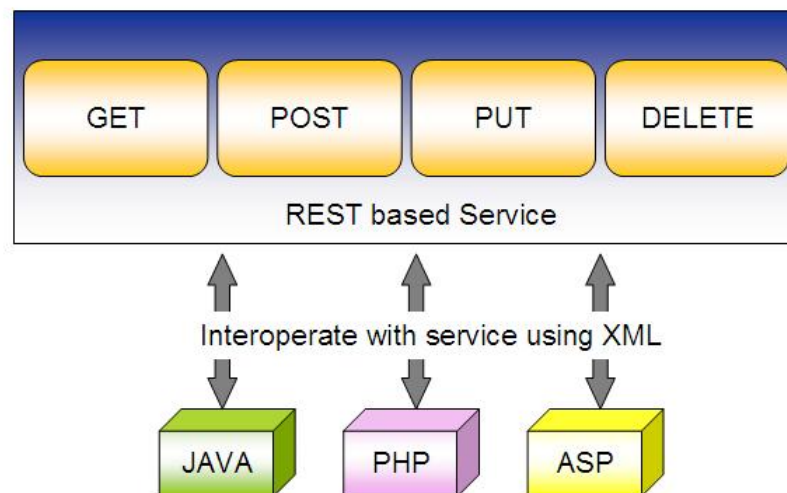 GET POST PUT DELETE
REST based Service
Interoperate with service using XML
JAVA PHP ASP